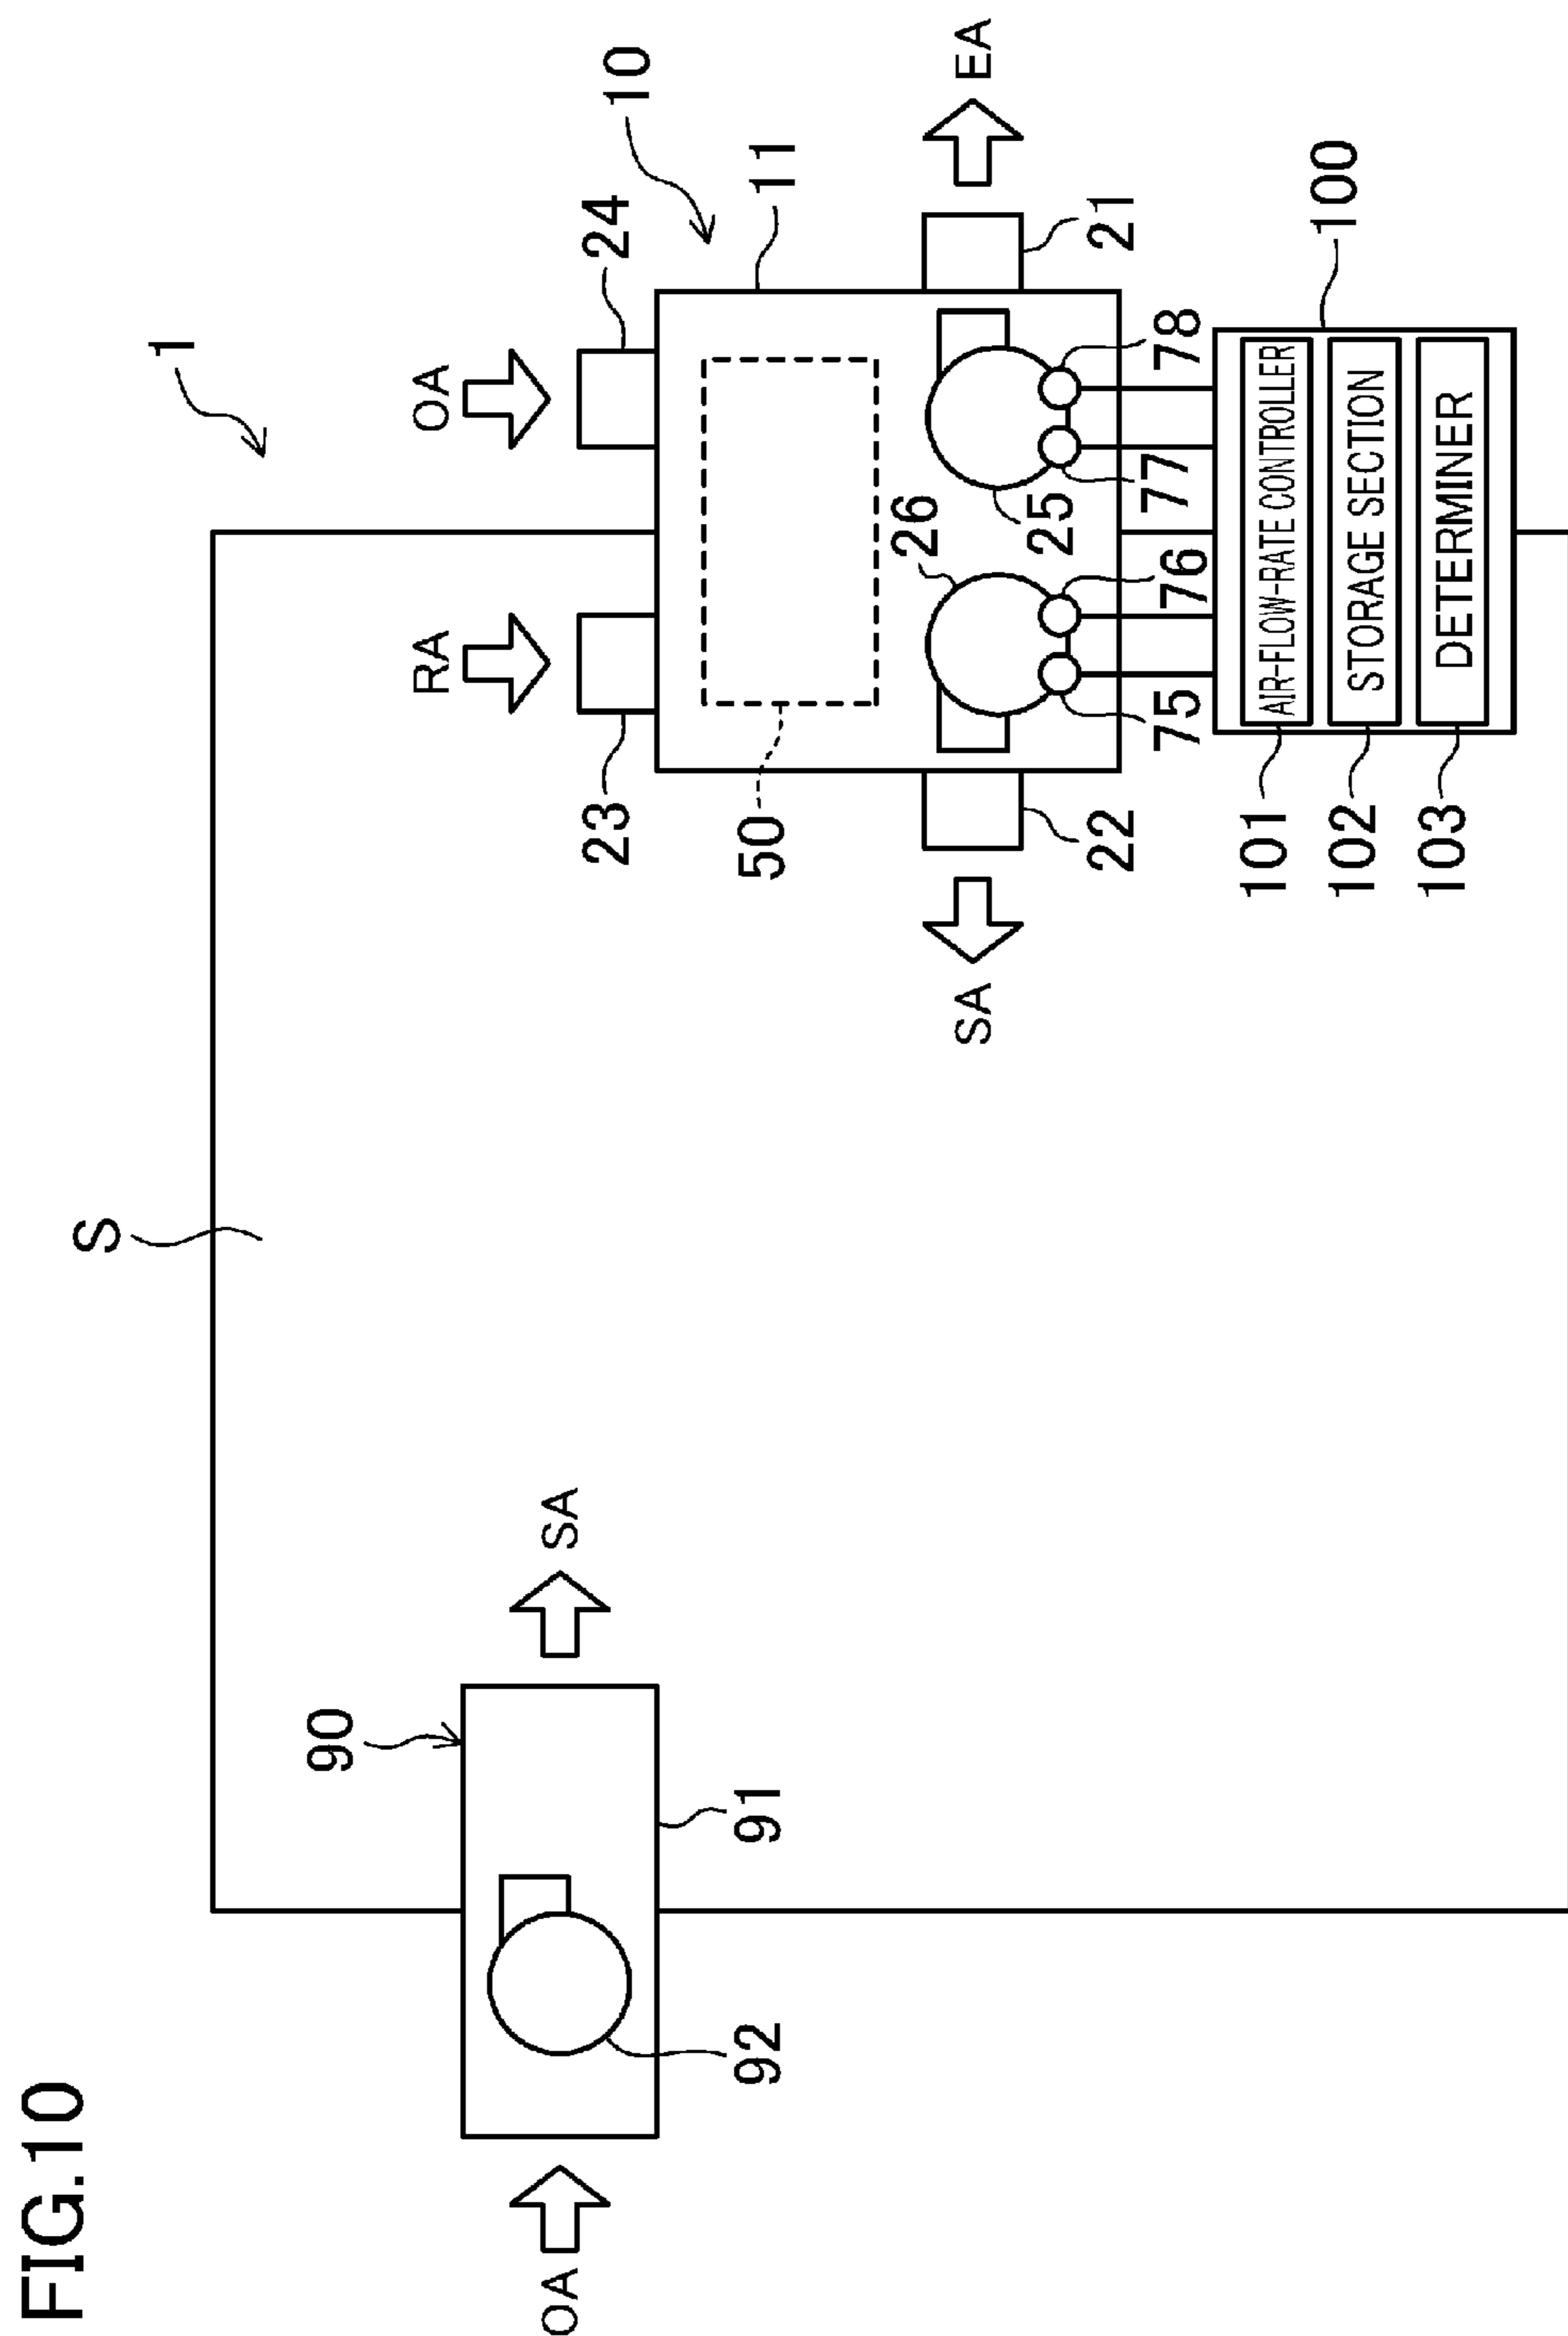 FIG.10
1
S
OA
RA
OA
10
24
23
11
90
SA
50
91
92
26
25
EA
SA
21
22
75
76
77
78
100
AIR-FLOW-RATE CONTROLLER
STORAGE SECTION
DETERMINER
101
102
103